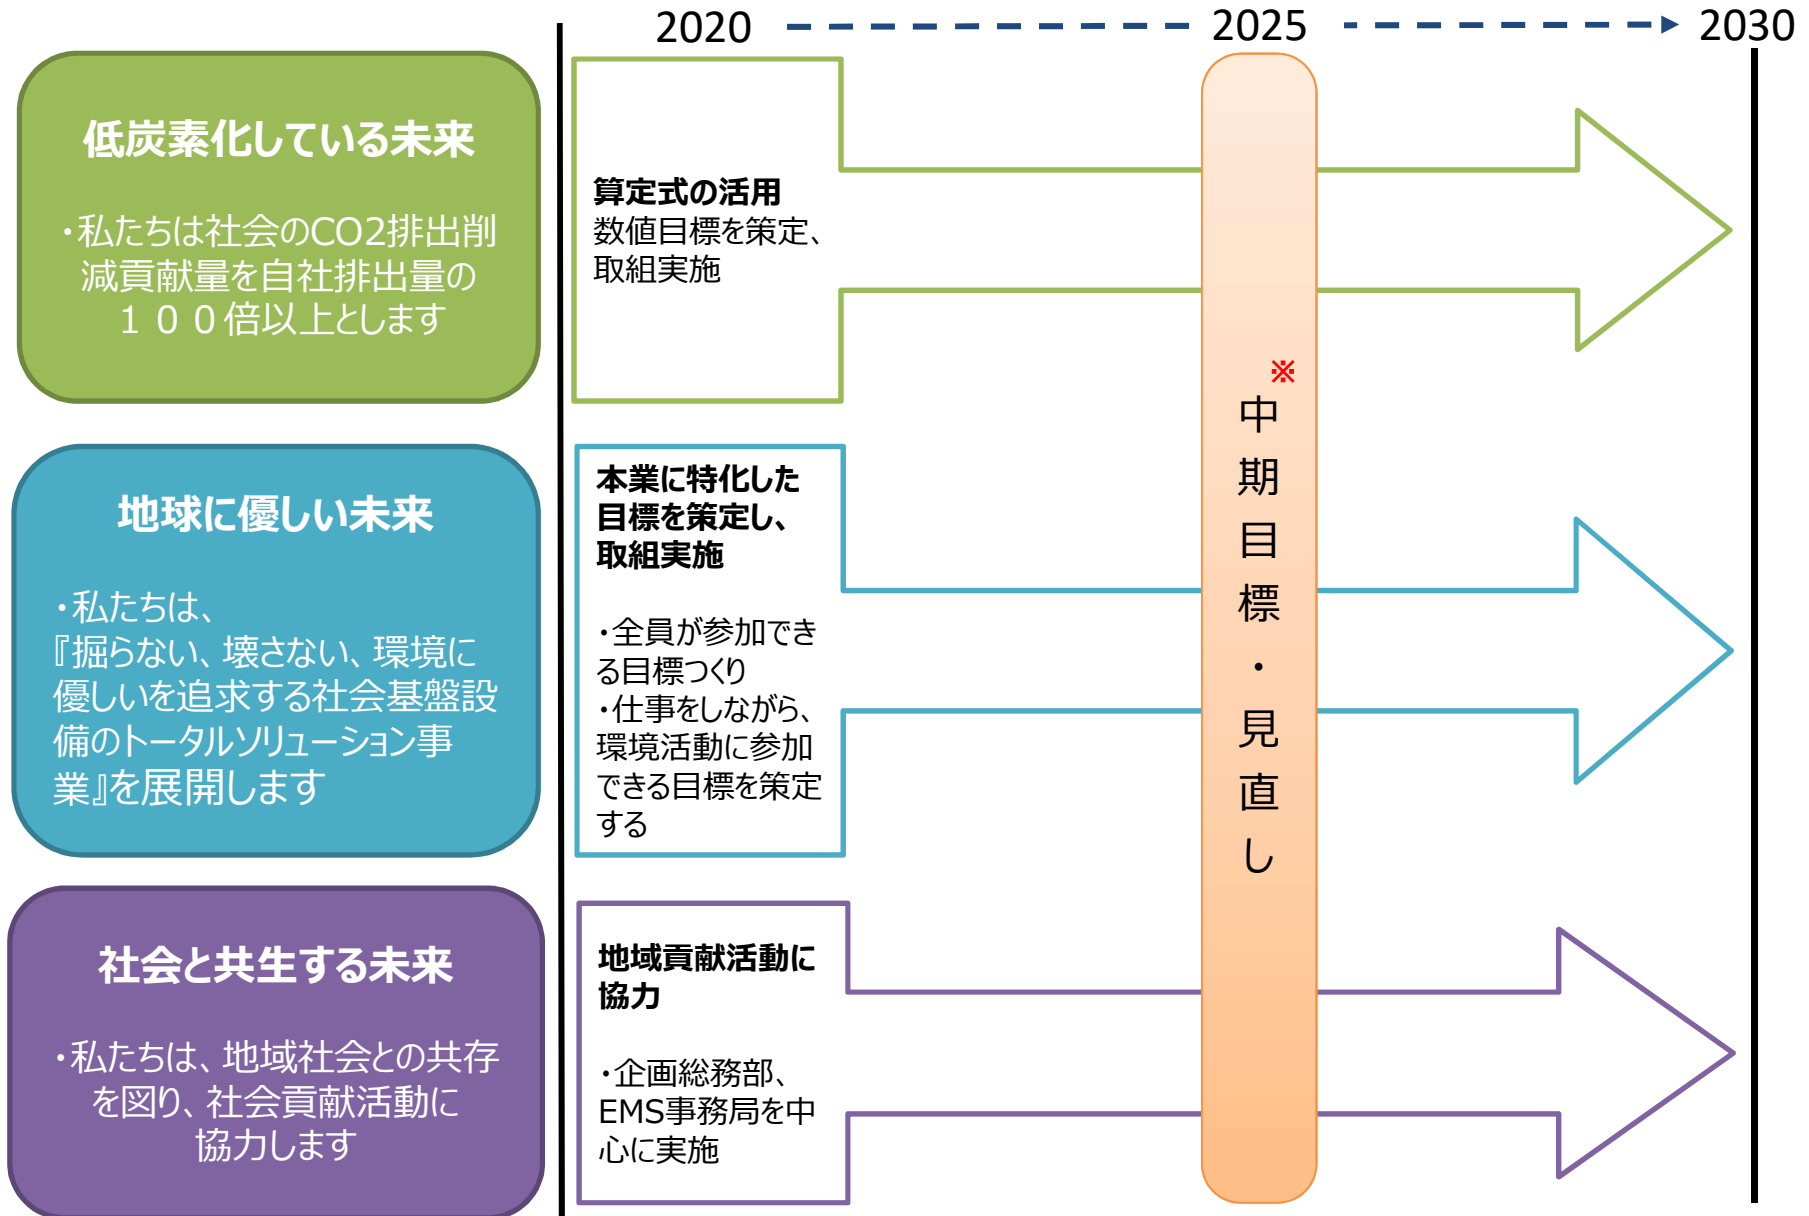 2020
2025
2030
低炭素化している未来
・私たちは社会のCO2排出削
減貢献量を自社排出量の
１００倍以上とします
算定式の活用
数値目標を策定、
取組実施
地球に優しい未来
・私たちは、
『掘らない、壊さない、環境に
優しいを追求する社会基盤設
備のトータルソリューション事
業』を展開します
本業に特化した
目標を策定し、
取組実施
・全員が参加でき
る目標つくり
・仕事をしながら、
環境活動に参加
できる目標を策定
する
社会と共生する未来
・私たちは、地域社会との共存
を図り、社会貢献活動に
協力します
地域貢献活動に
協力
・企画総務部、
EMS事務局を中
心に実施
※
中期目標・見直し